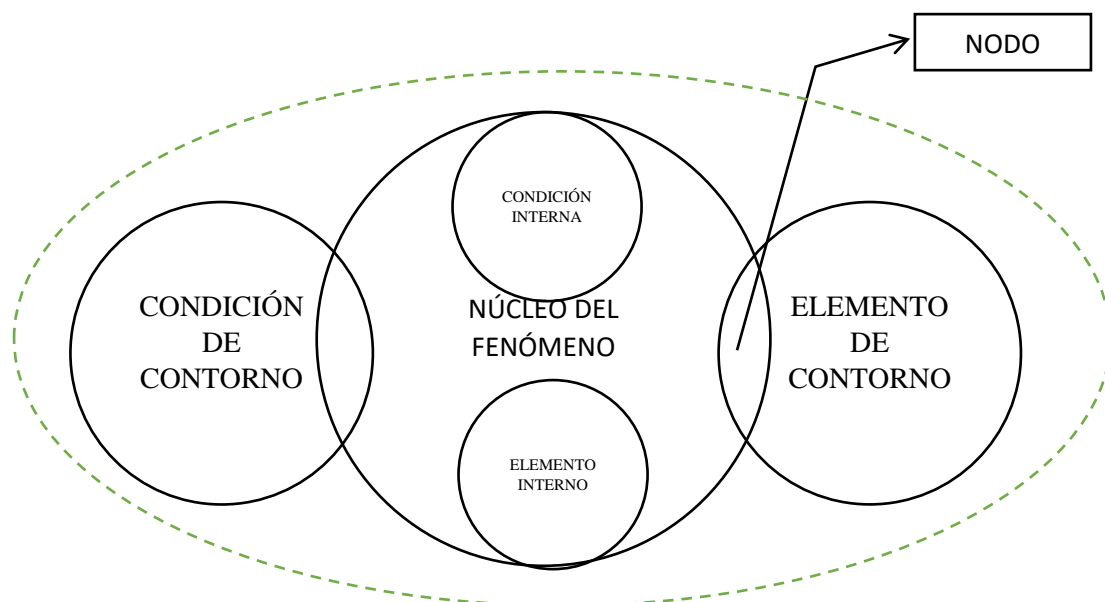 NODO
CONDICIÓN
INTERNA
CONDICIÓN
DE
CONTORNO
NÚCLEO DEL
FENÓMENO
ELEMENTO
DE
CONTORNO
ELEMENTO
INTERNO